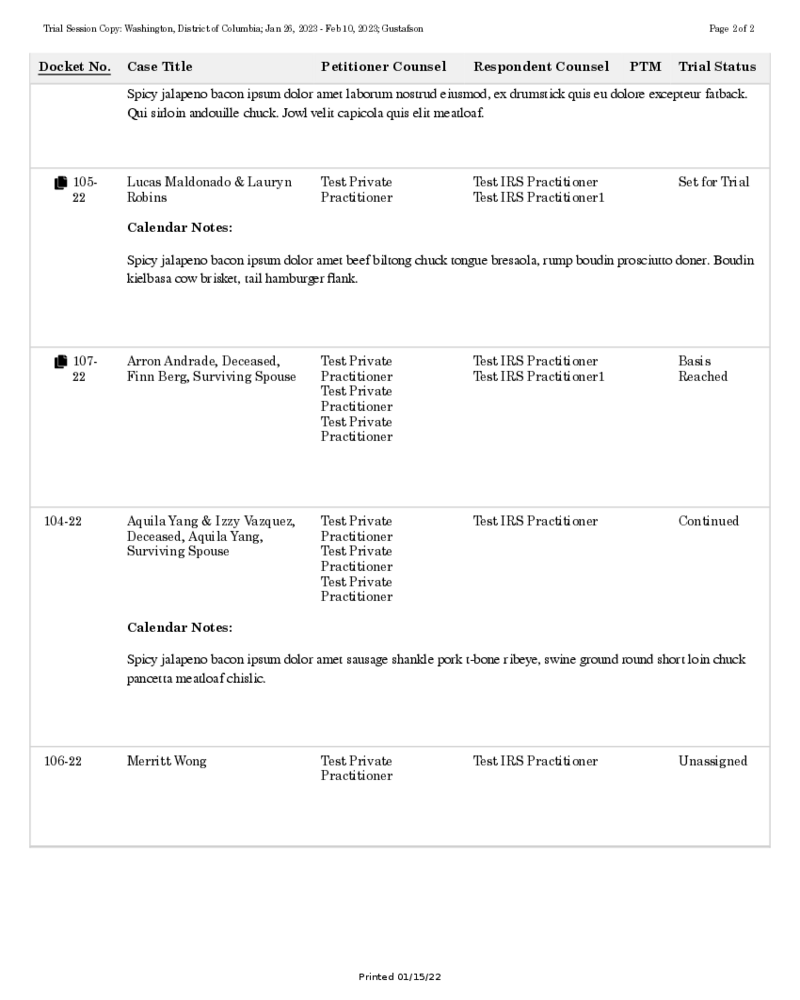 Trial Session Copy: Washington, District of Columbia; Jan 26, 2023 - Feb 10, 2023; Gustafson Page 2 of 2
Docket No. Case Title Petitioner Counsel Respondent Counsel PTM Trial Status
Spicy jalapeno bacon ipsum dolor amet laborum nostrud eiusmod, ex drumstick quis eu dolore excepteur fatback.
Qui sirloin andouille chuck. Jowl velit capicola quis elit meatloaf.
105- Lucas Maldonado & Lauryn Test Private Test IRS Practitioner Set for Trial
22 Robins Practitioner Test IRS Practitioner1
Calendar Notes:
Spicy jalapeno bacon ipsum dolor amet beef biltong chuck tongue bresaola, rump boudin prosciutto doner. Boudin
kielbasa cow brisket, tail hamburger flank.
107- Arron Andrade, Deceased, Test Private Test IRS Practitioner Basis
22 Finn Berg, Surviving Spouse Practitioner Test IRS Practitioner1 Reached
Test Private
Practitioner
Test Private
Practitioner
104-22 Aquila Yang & Izzy Vazquez, Test Private Test IRS Practitioner Continued
Deceased, Aquila Yang, Practitioner
Surviving Spouse Test Private
Practitioner
Test Private
Practitioner
Calendar Notes:
Spicy jalapeno bacon ipsum dolor amet sausage shankle pork t-bone ribeye, swine ground round short loin chuck
pancetta meatloaf chislic.
106-22 Merritt Wong Test Private Test IRS Practitioner Unassigned
Practitioner
Printed 01/15/22